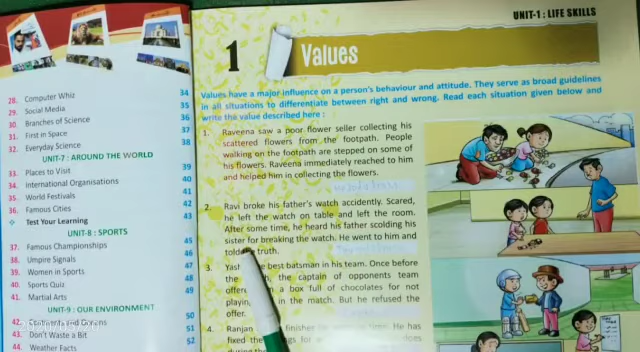 28. Computer Whiz 34
29. Social Media 35
30. Branches of Science 36
31. First in Space 37
32. Everyday Science 38
UNIT-7 : AROUND THE WORLD
33. Places to Visit 39
34. International Organisations 40
35. World Festivals 41
36. Famous Cities 42
Test Your Learning 43
UNIT-8 : SPORTS
37. Famous Championships 45
38. Umpire Signals 46
39. Women in Sports 47
40. Sports Quiz 48
41. Martial Arts 49
UNIT-9 : OUR ENVIRONMENT
42. 50
43. Don't Waste a Bit 51
44. Weather Facts 52
UNIT-1 : LIFE SKILLS
1 Values
Values have a major influence on a person's behaviour and attitude. They serve as broad guidelines
in all situations to differentiate between right and wrong. Read each situation given below and
write the value described here :
1. Raveena saw a poor flower seller collecting his
scattered flowers from the footpath. People
walking on the footpath are stepped on some of
his flowers. Raveena immediately reached to him
and helped him in collecting the flowers.
2. Ravi broke his father's watch accidently. Scared,
he left the watch on table and left the room.
After some time, he heard his father scolding his
sister for breaking the watch. He went to him and
told truth.
3. Yash best batsman in his team. Once before
the the captain of opponents team
in a box full of chocolates for not
in the match. But he refused the
offer.
4. Ranjan finisher He has
fixed the